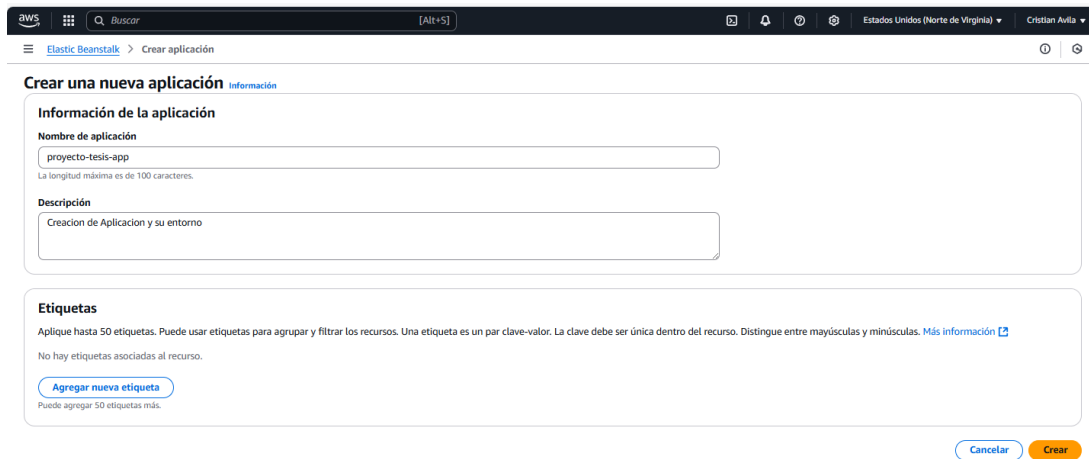 aws
Buscar
[Alt+S]
Estados Unidos (Norte de Virginia)
Cristian Avila
Elastic Beanstalk > Crear aplicación
Crear una nueva aplicación Información
Información de la aplicación
Nombre de aplicación
proyecto-tesis-app
La longitud máxima es de 100 caracteres.
Descripción
Creacion de Aplicacion y su entorno
Etiquetas
Aplique hasta 50 etiquetas. Puede usar etiquetas para agrupar y filtrar los recursos. Una etiqueta es un par clave-valor. La clave debe ser única dentro del recurso. Distingue entre mayúsculas y minúsculas. Más información
No hay etiquetas asociadas al recurso.
Agregar nueva etiqueta
Puede agregar 50 etiquetas más.
Cancelar
Crear